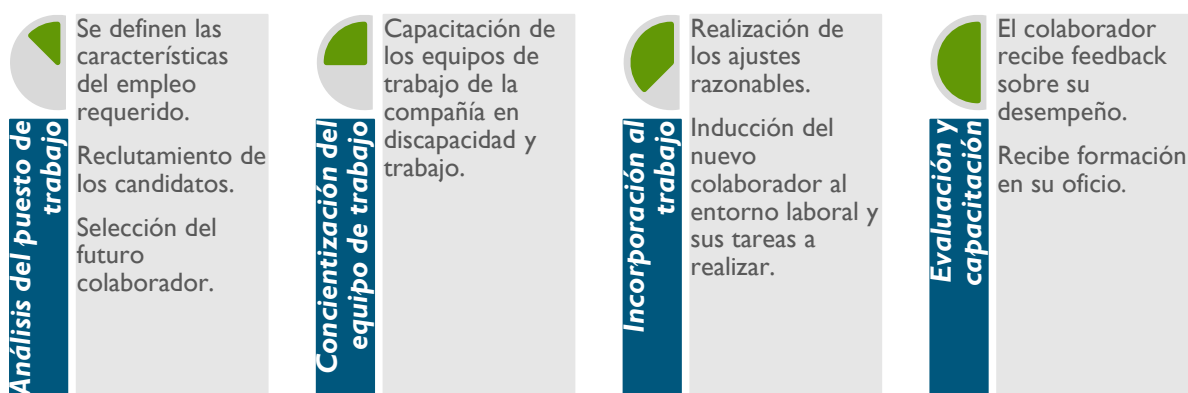 Análisis del puesto de
trabajo
Se definen las
características
del empleo
requerido.
Reclutamiento de
los candidatos.
Selección del
futuro
colaborador.
Concientización del
equipo de trabajo
Capacitación de
los equipos de
trabajo de la
compañía en
discapacidad y
trabajo.
Incorporación al
trabajo
Realización de
los ajustes
razonables.
Inducción del
nuevo
colaborador al
entorno laboral y
sus tareas a
realizar.
Evaluación y
capacitación
El colaborador
recibe feedback
sobre su
desempeño.
Recibe formación
en su oficio.